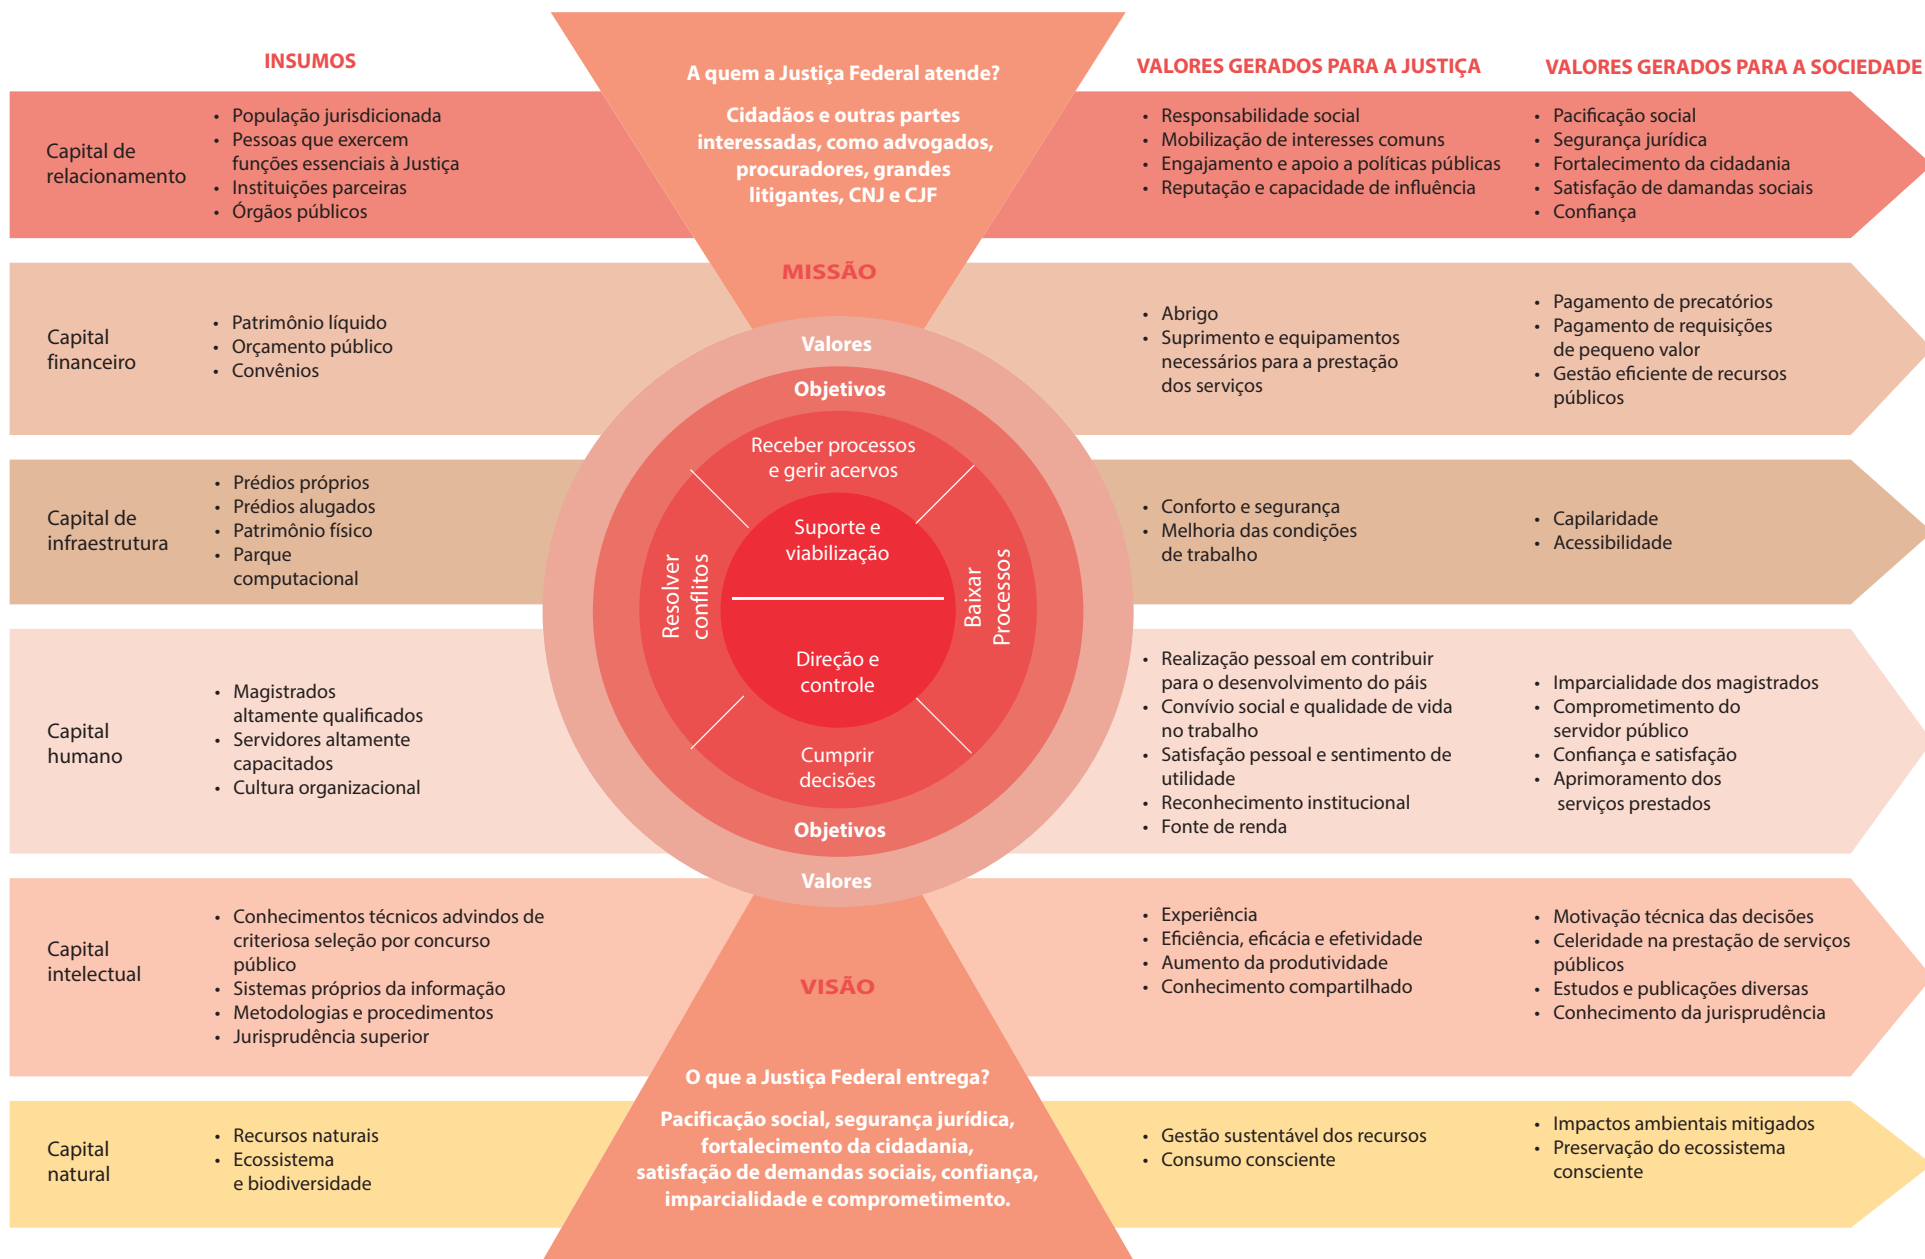 INSUMOS
A quem a Justiça Federal atende?
Cidadãos e outras partes
interessadas, como advogados,
procuradores, grandes
litigantes, CNJ e CJF
VALORES GERADOS PARA A JUSTIÇA
VALORES GERADOS PARA A SOCIEDADE
Capital de
relacionamento
• População jurisdicionada
• Pessoas que exercem
funções essenciais à Justiça
• Instituições parceiras
• Órgãos públicos
• Responsabilidade social
• Mobilização de interesses comuns
• Engajamento e apoio a políticas públicas
• Reputação e capacidade de influência
• Pacificação social
• Segurança jurídica
• Fortalecimento da cidadania
• Satisfação de damandas sociais
• Confiança
MISSÃO
Capital
financeiro
• Patrimônio líquido
• Orçamento público
• Convênios
• Abrigo
• Suprimento e equipamentos
necessários para a prestação
dos serviços
• Pagamento de precatórios
• Pagamento de requisições
de pequeno valor
• Gestão eficiente de recursos
públicos
Valores
Objetivos
Receber processos
e gerir acervos
Suporte e
viabilização
Resolver
conflitos
Baixar
Processos
Direção e
controle
Cumprir
decisões
Objetivos
Valores
Capital de
infraestrutura
• Prédios próprios
• Prédios alugados
• Patrimônio físico
• Parque
computacional
• Conforto e segurança
• Melhoria das condições
de trabalho
• Capilaridade
• Acessibilidade
Capital
humano
• Magistrados
altamente qualificados
• Servidores altamente
capacitados
• Cultura organizacional
• Realização pessoal em contribuir
para o desenvolvimento do páis
• Convívio social e qualidade de vida
no trabalho
• Satisfação pessoal e sentimento de
utilidade
• Reconhecimento institucional
• Fonte de renda
• Imparcialidade dos magistrados
• Comprometimento do
servidor público
• Confiança e satisfação
• Aprimoramento dos
serviços prestados
Capital
intelectual
• Conhecimentos técnicos advindos de
criteriosa seleção por concurso
público
• Sistemas próprios da informação
• Metodologias e procedimentos
• Jurisprudência superior
• Experiência
• Eficiência, eficácia e efetividade
• Aumento da produtividade
• Conhecimento compartilhado
• Motivação técnica das decisões
• Celeridade na prestação de serviços
públicos
• Estudos e publicações diversas
• Conhecimento da jurisprudência
VISÃO
O que a Justiça Federal entrega?
Pacificação social, segurança jurídica,
fortalecimento da cidadania,
satisfação de demandas sociais, confiança,
imparcialidade e comprometimento.
Capital
natural
• Recursos naturais
• Ecossistema
e biodiversidade
• Gestão sustentável dos recursos
• Consumo consciente
• Impactos ambientais mitigados
• Preservação do ecossistema
consciente